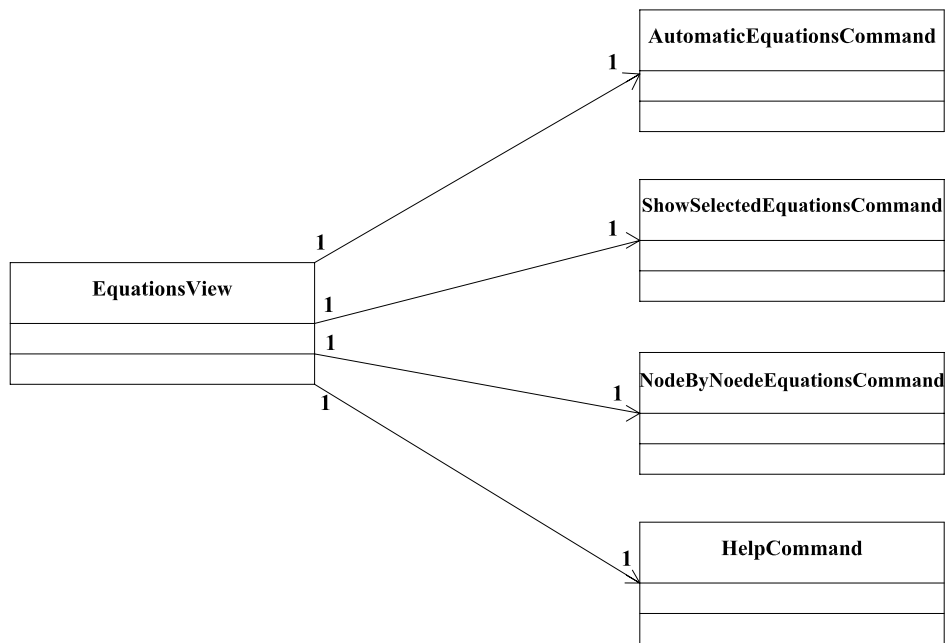 AutomaticEquationsCommand
1
1
ShowSelectedEquationsCommand
1
EquationsView
1
1
NodeByNoedeEquationsCommand
1
1
HelpCommand
1